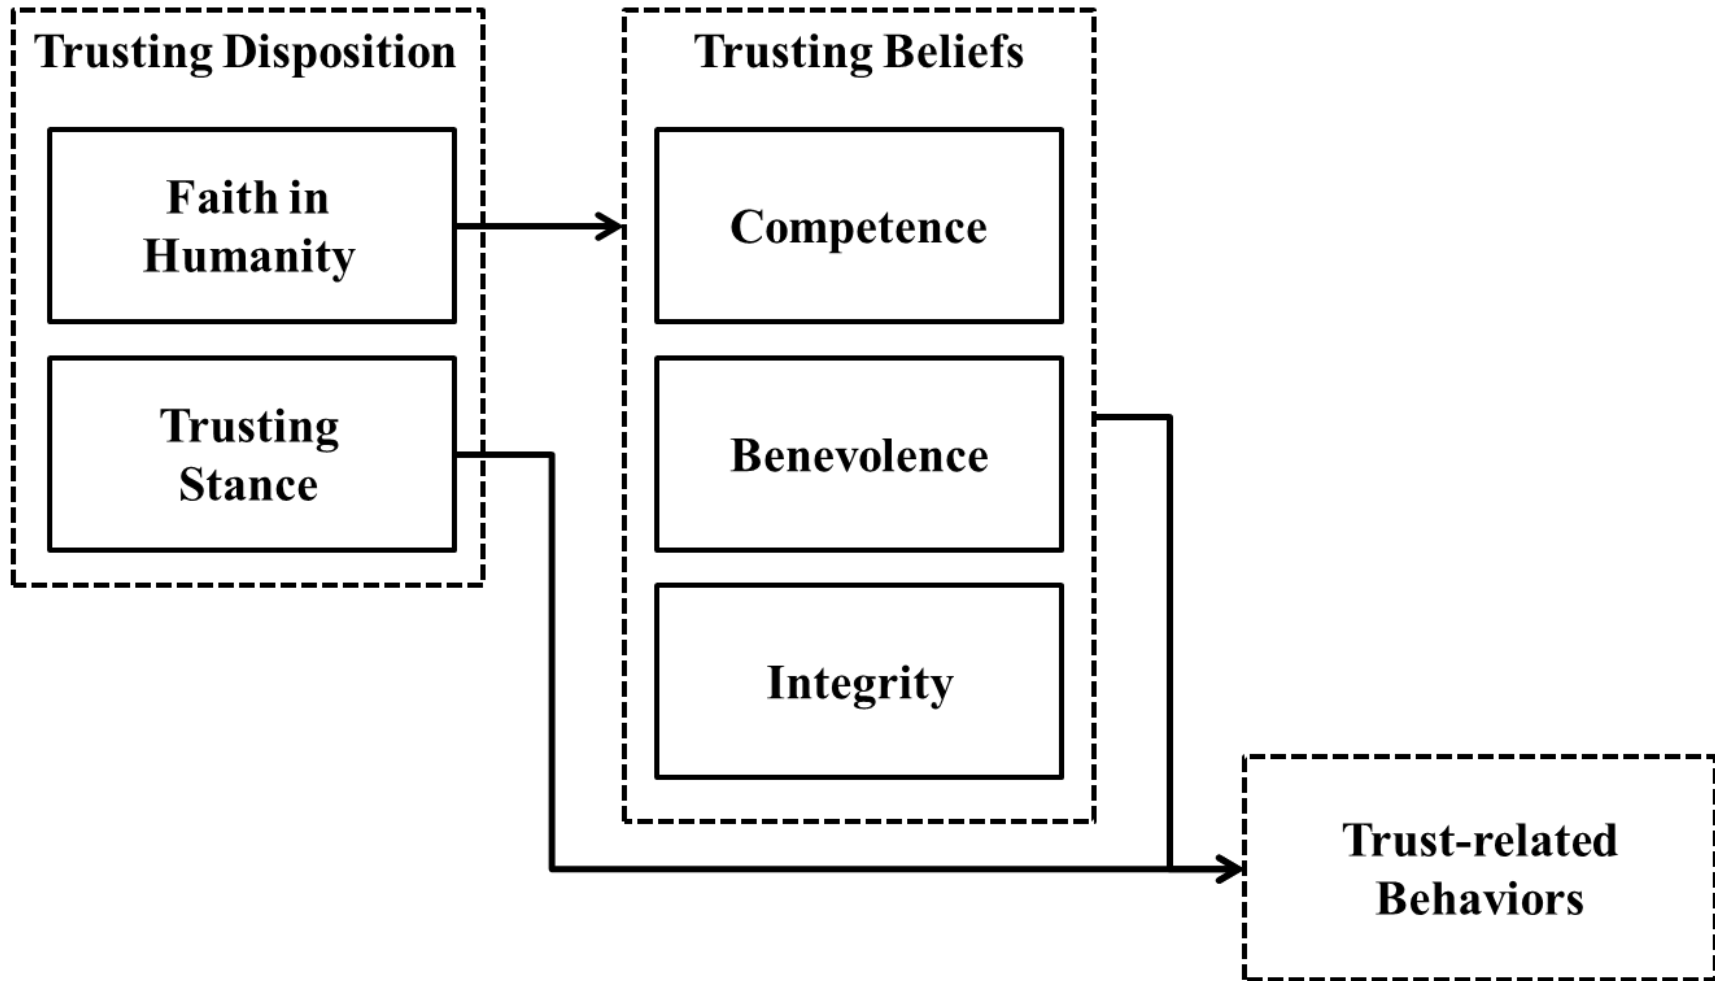 Trusting Disposition
Faith in
Humanity
Trusting
Stance
Trusting Beliefs
Competence
Benevolence
Integrity
Trust-related
Behaviors